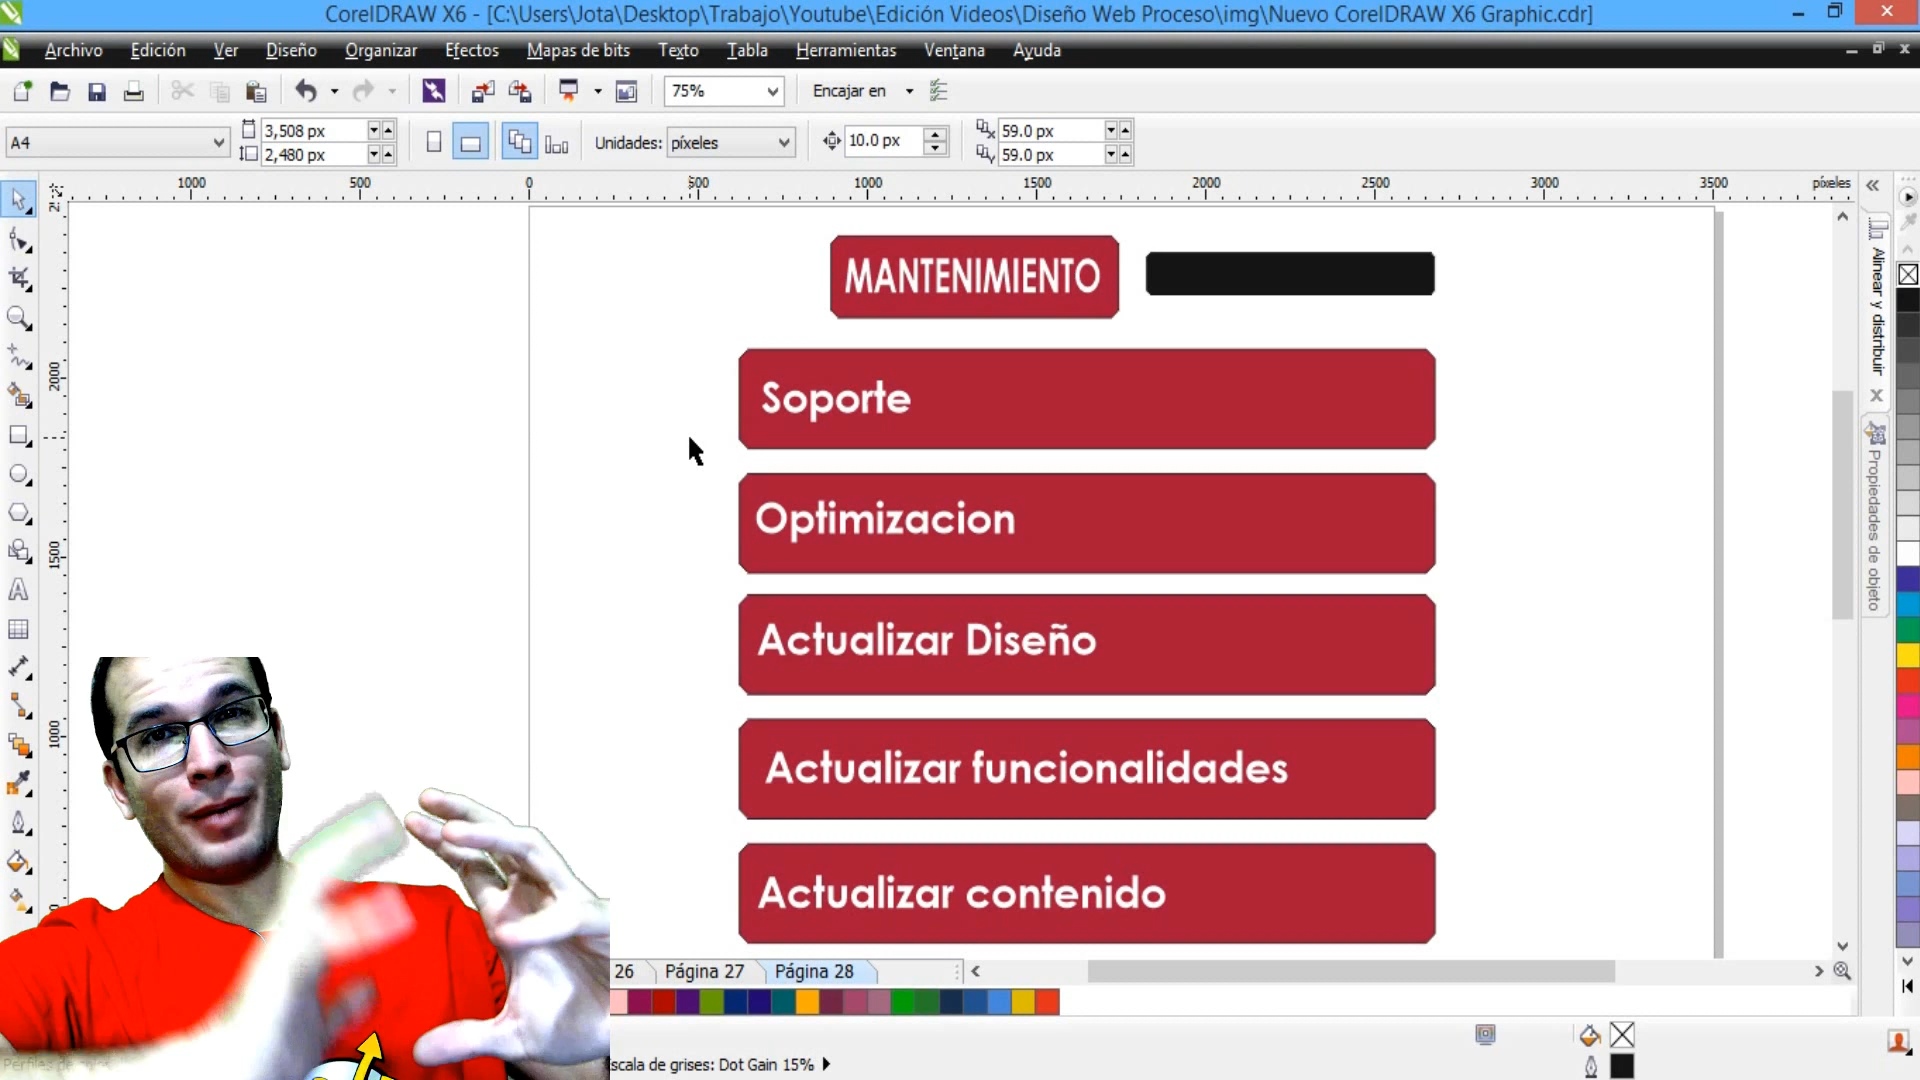 CorelDRAW X6 - [C:\Users\Jota\Desktop\Trabajo\Youtube\Edición Videos\Diseño Web Proceso\img\Nuevo CorelDRAW X6 Graphic.cdr]
Archivo Edición Ver Diseño Organizar Efectos Mapas de bits Texto Tabla Herramientas Ventana Ayuda
75% Encajar en
A4 3,508 px 2,480 px Unidades: píxeles 10.0 px 59.0 px 59.0 px
1000 500 0 500 1000 1500 2000 2500 3000 3500 píxeles
2000
1500
1000
MANTENIMIENTO
Soporte
Optimizacion
Actualizar Diseño
Actualizar funcionalidades
Actualizar contenido
Alinear y distribuir
Propiedades de objeto
26 Página 27 Página 28
scala de grises: Dot Gain 15%